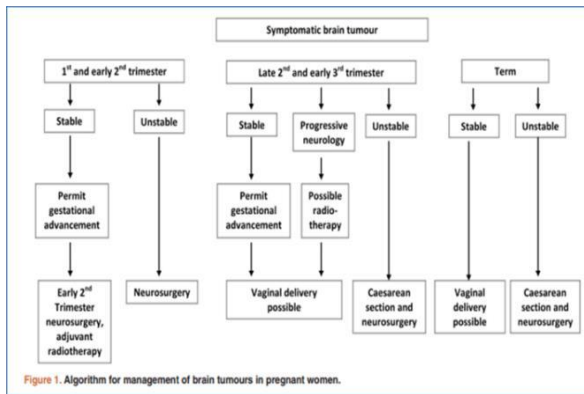 Symptomatic brain tumour
1st and early 2nd trimester
Late 2nd and early 3rd trimester
Term
Stable
Unstable
Stable
Progressive
neurology
Unstable
Stable
Unstable
Permit
gestational
advancement
Permit
gestational
advancement
Possible
radio-
therapy
Early 2nd
Trimester
neurosurgery,
adjuvant
radiotherapy
Neurosurgery
Vaginal delivery
possible
Caesarean
section and
neurosurgery
Vaginal
delivery
possible
Caesarean
section and
neurosurgery
Figure 1. Algorithm for management of brain tumours in pregnant women.